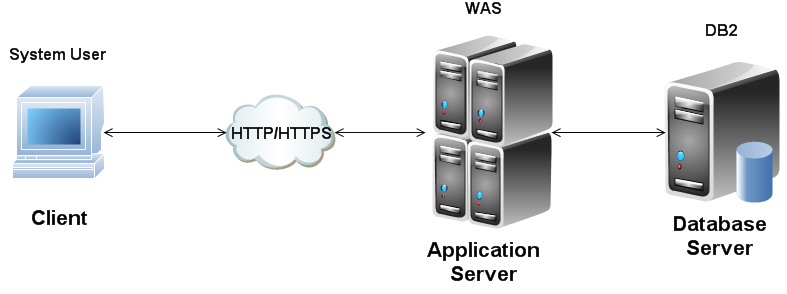 System User
Client
HTTP/HTTPS
WAS
Application
Server
DB2
Database
Server